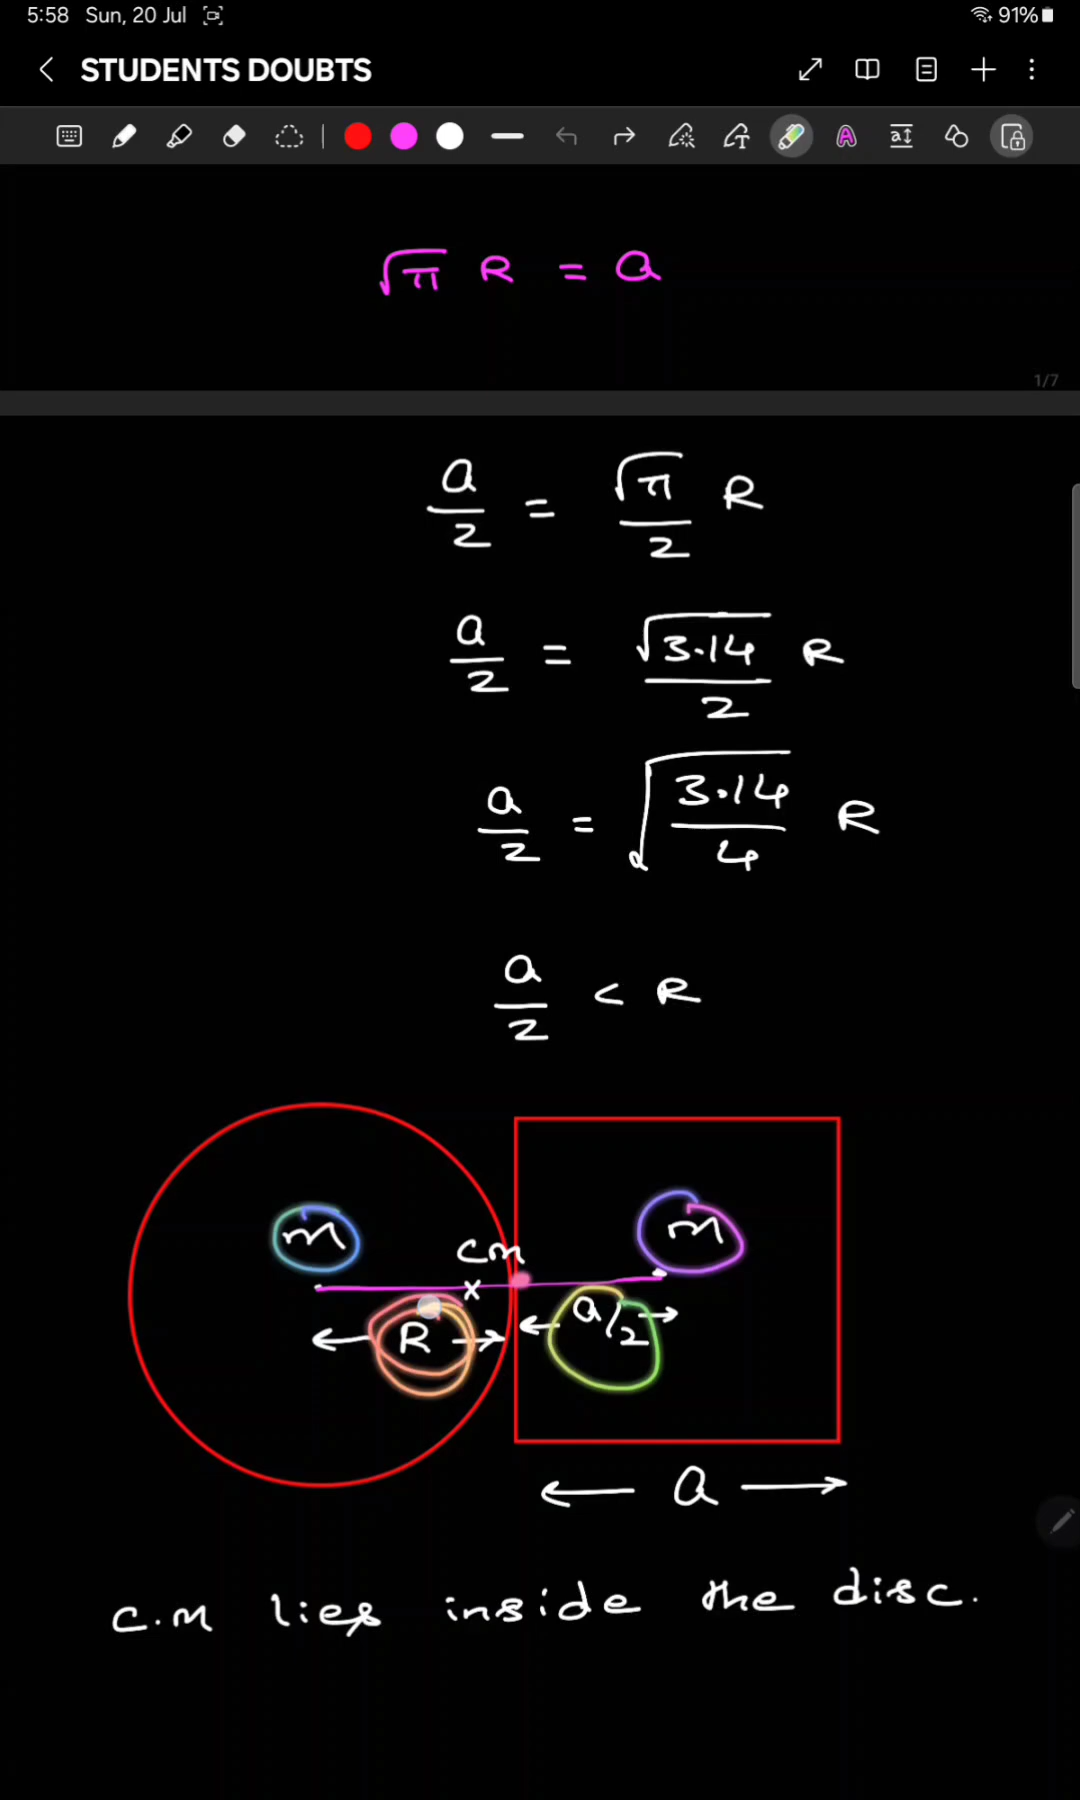 5:58 Sun, 20 Jul 91%
STUDENTS DOUBTS
√π R = a
1/7
a/2 = √π/2 R
a/2 = √3.14/2 R
a/2 = √(3.14/4) R
a/2 < R
m m
cm
x
R a/2
a
c.m lies inside the disc.